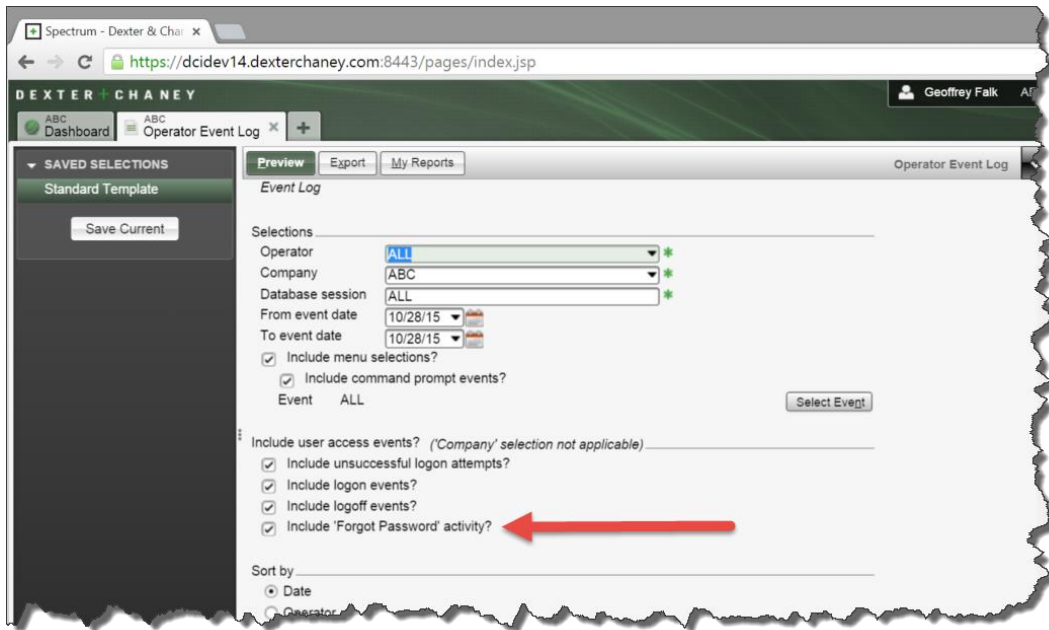 Spectrum - Dexter & Cha
https://dcidev14.dexterchaney.com:8443/pages/index.jsp
DEXTER+CHANEY
Geoffrey Falk
ABC
Dashboard
ABC
Operator Event Log
SAVED SELECTIONS
Standard Template
Save Current
Preview Export My Reports
Operator Event Log
Event Log
Selections
Operator ALL
Company ABC
Database session ALL
From event date 10/28/15
To event date 10/28/15
Include menu selections?
Include command prompt events?
Event ALL
Select Event
Include user access events? ('Company' selection not applicable)
Include unsuccessful logon attempts?
Include logon events?
Include logoff events?
Include 'Forgot Password' activity?
Sort by
Date
Operator